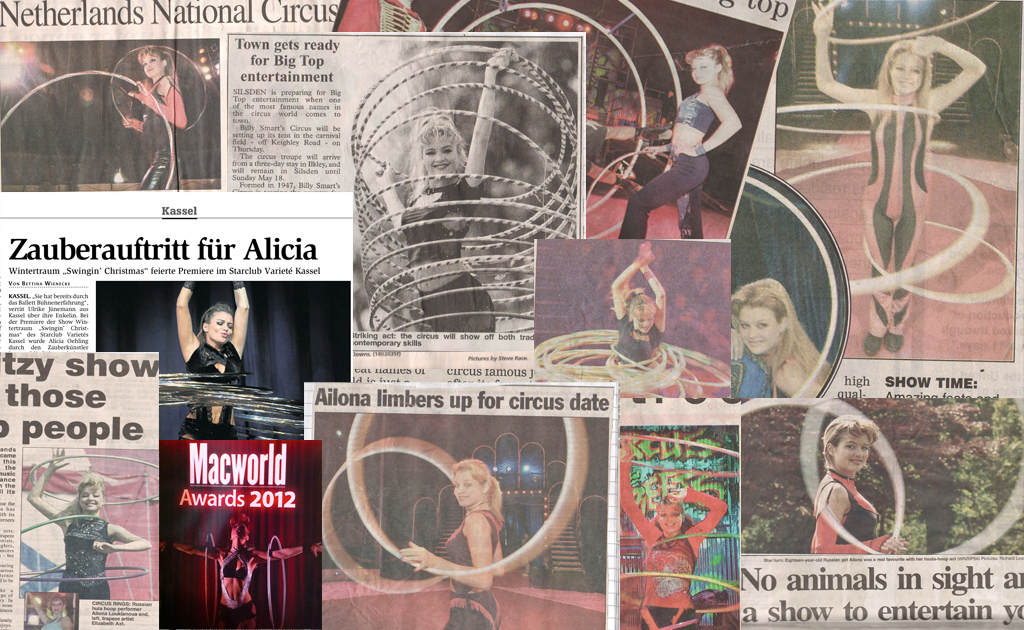 Netherlands National Circus
g top
Town gets ready
for Big Top
entertainment
SILSDEN is preparing for Big
Top entertainment when one
of the most famous names in
the circus world comes to
town.
Billy Smart's Circus will be
setting up its tent in the carnival
field - off Keighley Road - on
Thursday.
The circus troupe will arrive
from a three-day stay in Ilkley, and
will remain in Silsden until
Sunday May 18.
Formed in 1947, Billy Smart's
Kassel
Zauberauftritt für Alicia
Wintertraum „Swingin' Christmas" feierte Premiere im Starclub Varieté Kassel
VON BETTINA WIENECKE
KASSEL. „Sie hat bereits durch
das Ballett Bühnenerfahrung",
verrät Ulrike Jünemann aus
Kassel über ihre Enkelin. Bei
der Premiere der Show Win-
tertraum „Swingin' Christ-
mas" des Starclub Varietés
Kassel wurde Alicia Oehling
durch den Zauberkünstler
Striking act: the circus will show off both trad
contemporary skills
Pictures by Steve Race.
eat names of
circus famous j
high
qual-
SHOW TIME:
Amazing feats and
tzy show
those
p people
CIRCUS RINGS: Russian
hula hoop performer
Ailona Louklanoua and,
left, trapeze artist
Elizabeth Axt.
Macworld
Awards 2012
Ailona limbers up for circus date
Star turn: Eighteen-year-old Russian girl Ailona was a real favourite with her hoola-hoop act
No animals in sight a
a show to entertain yo